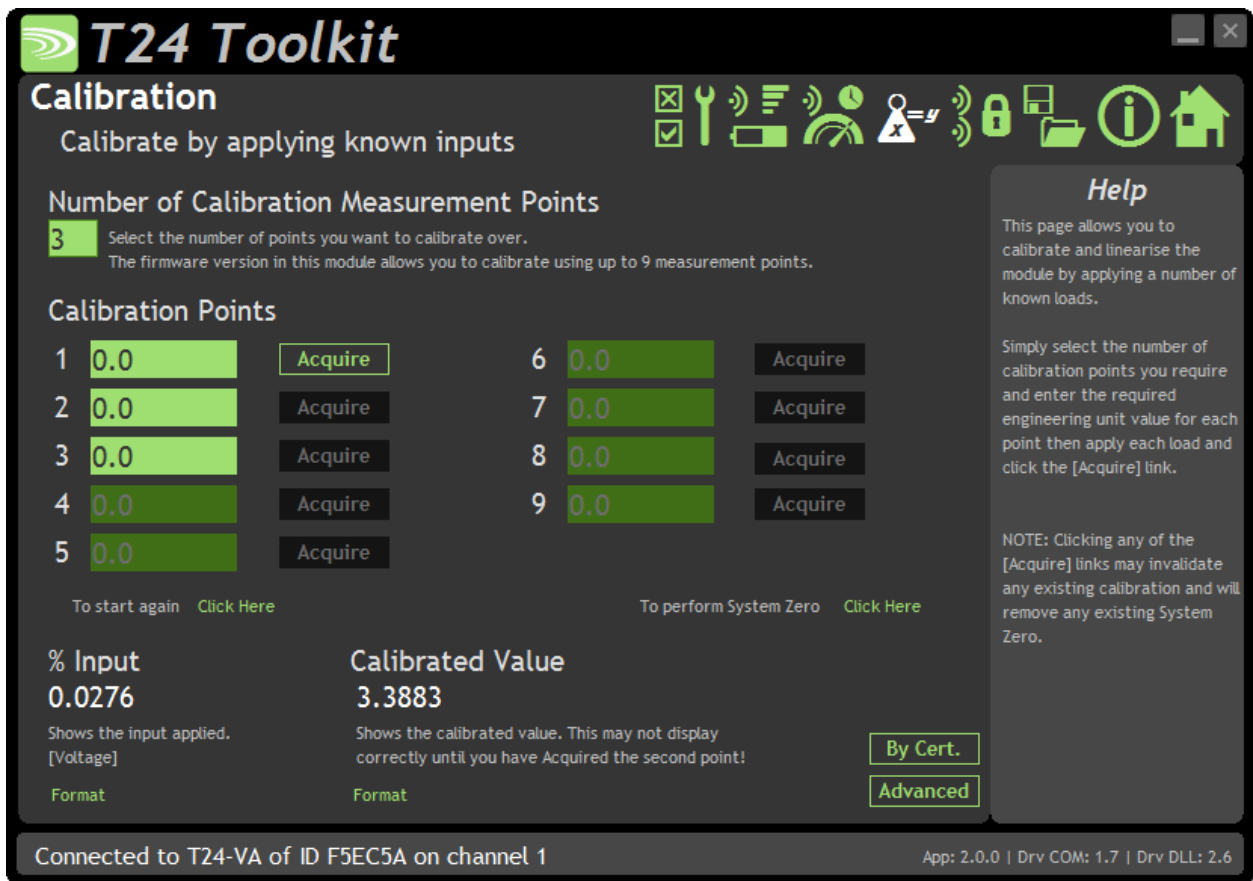 T24 Toolkit
Calibration
Calibrate by applying known inputs
x=y
Number of Calibration Measurement Points
3
Select the number of points you want to calibrate over.
The firmware version in this module allows you to calibrate using up to 9 measurement points.
Calibration Points
1 0.0 Acquire
2 0.0 Acquire
3 0.0 Acquire
4 0.0 Acquire
5 0.0 Acquire
6 0.0 Acquire
7 0.0 Acquire
8 0.0 Acquire
9 0.0 Acquire
To start again Click Here
To perform System Zero Click Here
% Input
0.0276
Shows the input applied.
[Voltage]
Format
Calibrated Value
3.3883
Shows the calibrated value. This may not display
correctly until you have Acquired the second point!
Format
By Cert.
Advanced
Help
This page allows you to
calibrate and linearise the
module by applying a number of
known loads.
Simply select the number of
calibration points you require
and enter the required
engineering unit value for each
point then apply each load and
click the [Acquire] link.
NOTE: Clicking any of the
[Acquire] links may invalidate
any existing calibration and will
remove any existing System
Zero.
Connected to T24-VA of ID F5EC5A on channel 1
App: 2.0.0 | Drv COM: 1.7 | Drv DLL: 2.6